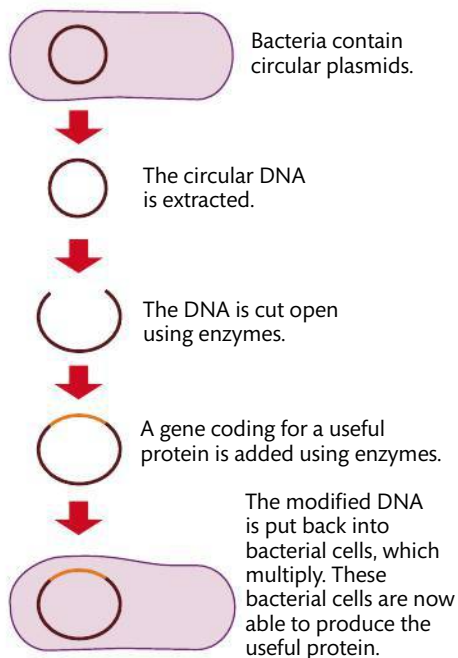 Bacteria contain
circular plasmids.
The circular DNA
is extracted.
The DNA is cut open
using enzymes.
A gene coding for a useful
protein is added using enzymes.
The modified DNA
is put back into
bacterial cells, which
multiply. These
bacterial cells are now
able to produce the
useful protein.